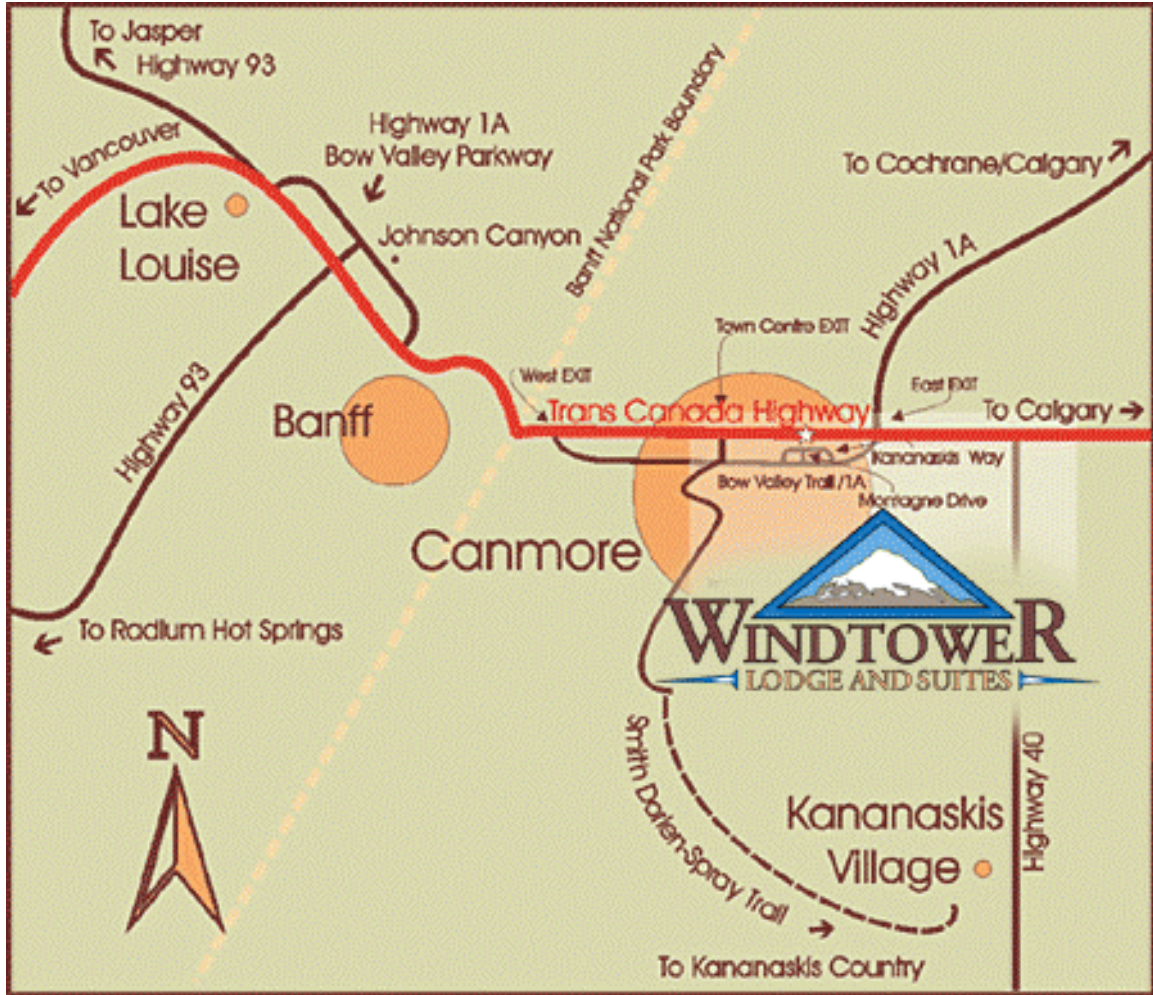 To Jasper
Highway 93
To Vancouver
Highway 1A
Bow Valley Parkway
Lake
Louise
Johnson Canyon
Banff National Park Boundary
To Cochrane/Calgary
Highway 1A
Town Centre EXIT
West EXIT
East EXIT
Trans Canada Highway
To Calgary
Highway 93
Banff
Kananaskis Way
Bow Valley Trail/1A
Montagne Drive
Canmore
WINDTOWER
LODGE AND SUITES
To Radium Hot Springs
N
Smith Dorien-Spray Trail
Highway 40
Kananaskis
Village
To Kananaskis Country